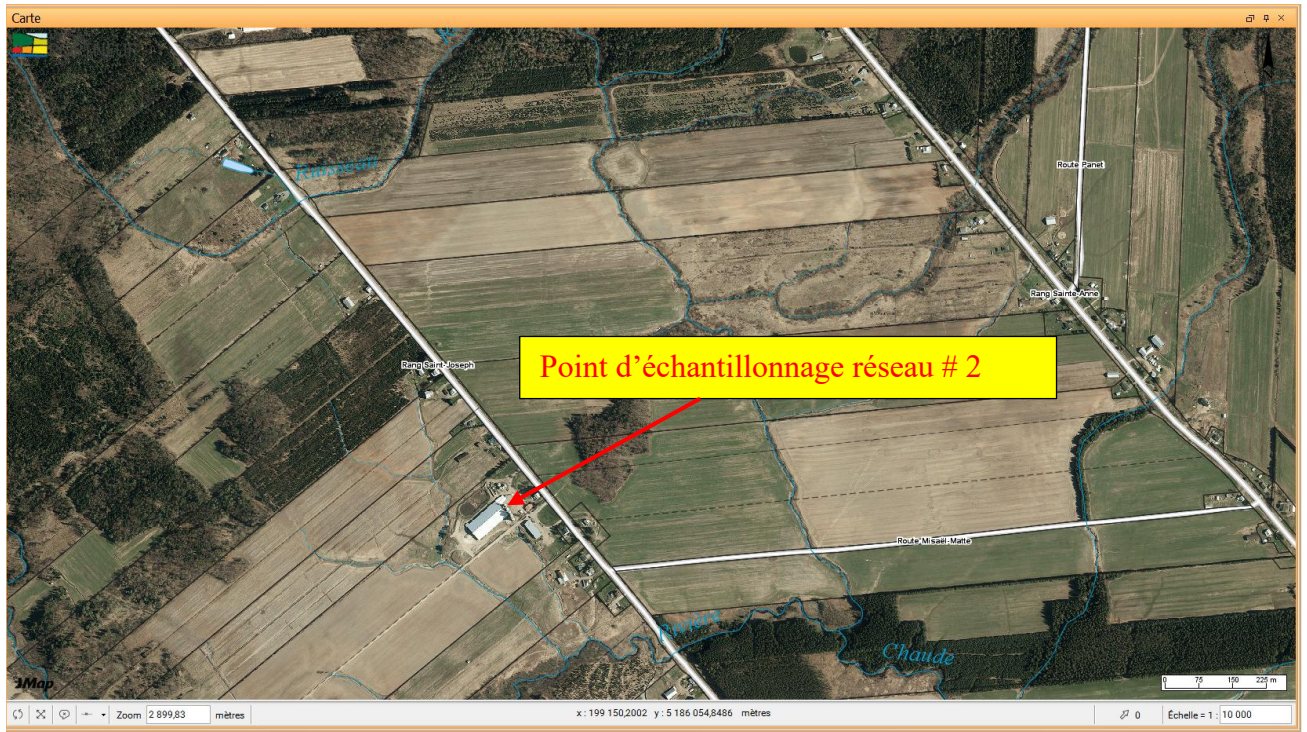 Carte
Ruisseau
Route Panet
Rang Sainte-Anne
Rang Saint-Joseph
Point d'échantillonnage réseau # 2
Route Misaël-Matte
Rivière
Chaude
JMap
0 75 150 225 m
Zoom 2 899,83 mètres
x : 199 150,2002 y : 5 186 054,8486 mètres
0
Échelle = 1 : 10 000